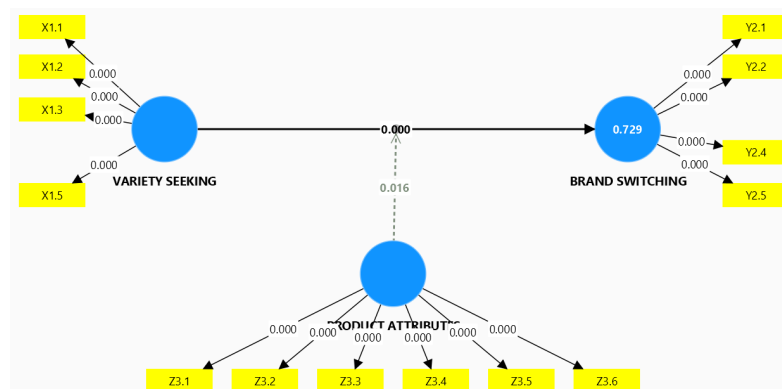 X1.1
Y2.1
X1.2
0.000
0.000
Y2.2
0.000
0.000
X1.3
0.000
0.000
0.729
0.000
Y2.4
0.000
0.000
VARIETY SEEKING
BRAND SWITCHING
X1.5
0.016
Y2.5
PRODUCT ATTRIBUTES
0.000
0.000
0.000
0.000
0.000
0.000
Z3.1
Z3.2
Z3.3
Z3.4
Z3.5
Z3.6